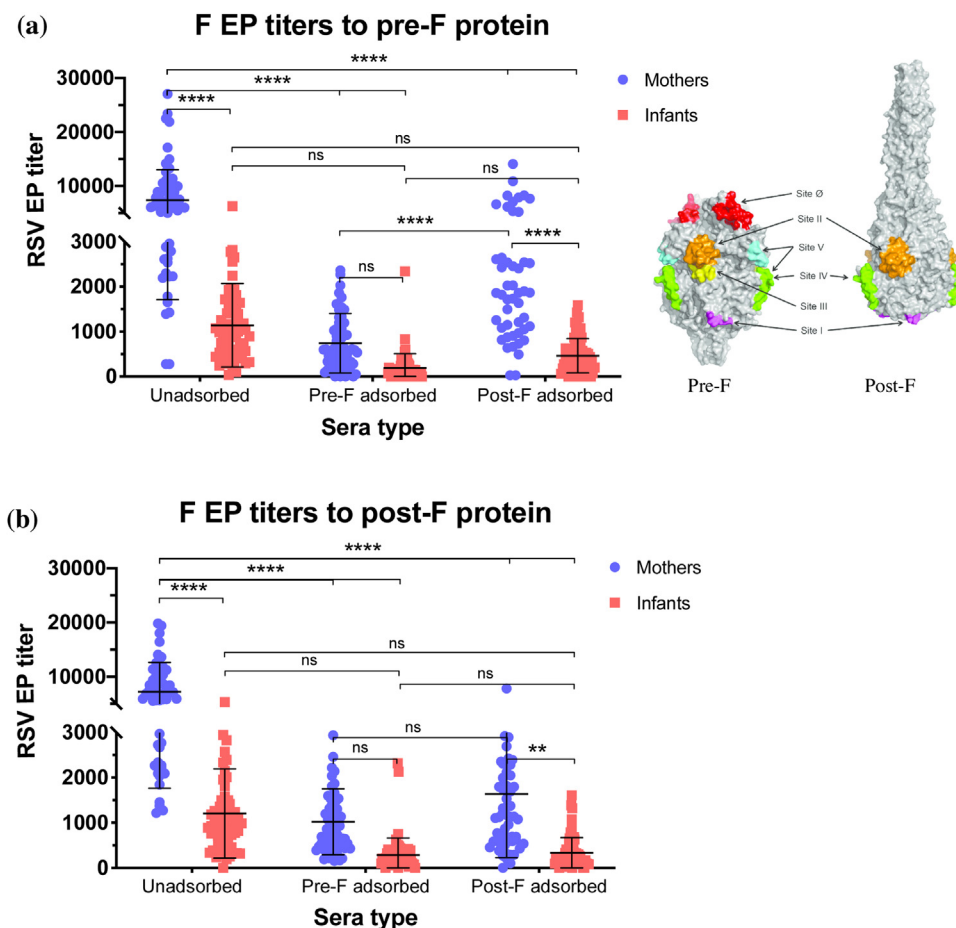 (a)
F EP titers to pre-F protein
****
****
****
ns
ns
ns
****
****
ns
30000
20000
10000
3000
2000
1000
0
RSV EP titer
Unadsorbed
Pre-F adsorbed
Post-F adsorbed
Sera type
Mothers
Infants
Site Ø
Site II
Site V
Site IV
Site III
Site I
Pre-F
Post-F
(b)
F EP titers to post-F protein
****
****
****
ns
ns
ns
ns
ns
**
30000
20000
10000
3000
2000
1000
0
RSV EP titer
Unadsorbed
Pre-F adsorbed
Post-F adsorbed
Sera type
Mothers
Infants